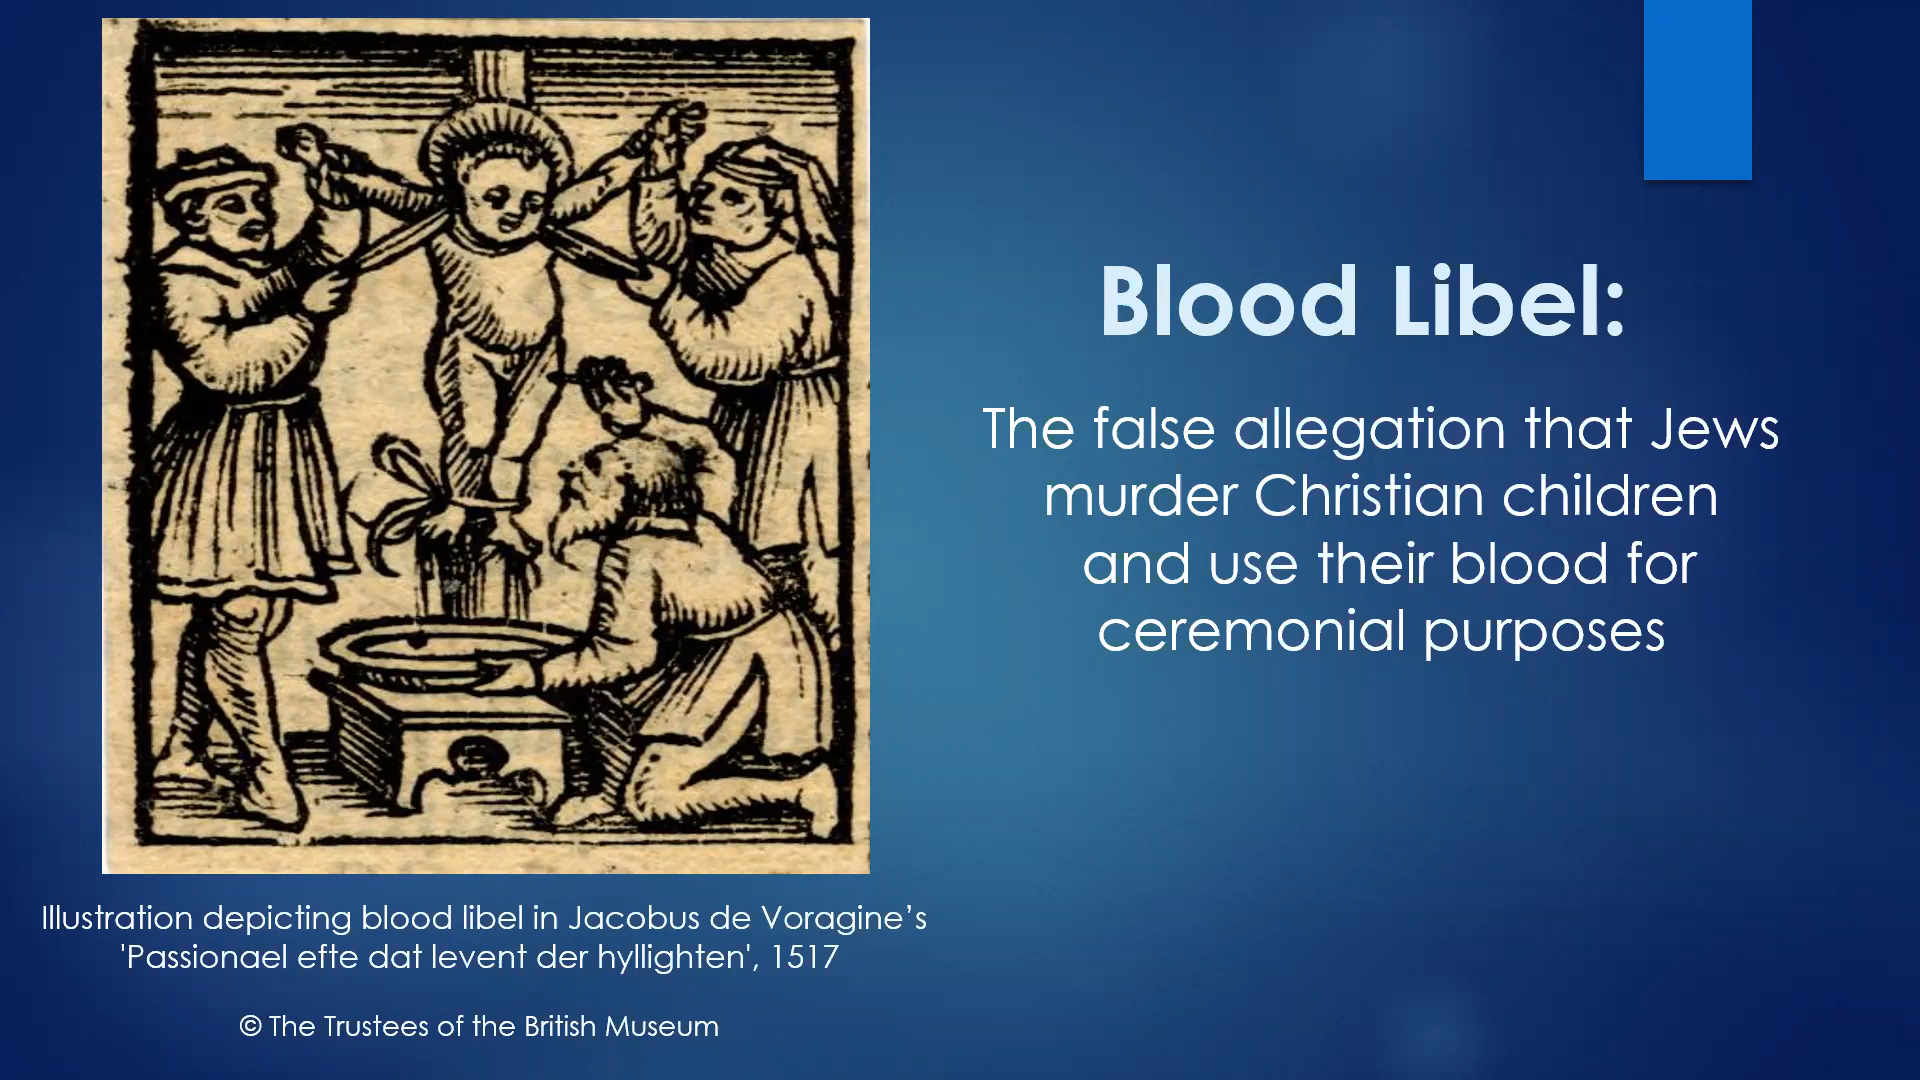 Blood Libel:
The false allegation that Jews
murder Christian children
and use their blood for
ceremonial purposes
Illustration depicting blood libel in Jacobus de Voragine’s
'Passionael efte dat levent der hyllighten', 1517
© The Trustees of the British Museum